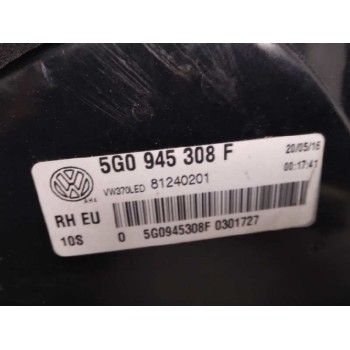 5G0 945 308 F
20/05/16
VW370LED 81240201
00:17:41
RH EU
10S 0 5G0945308F 0301727